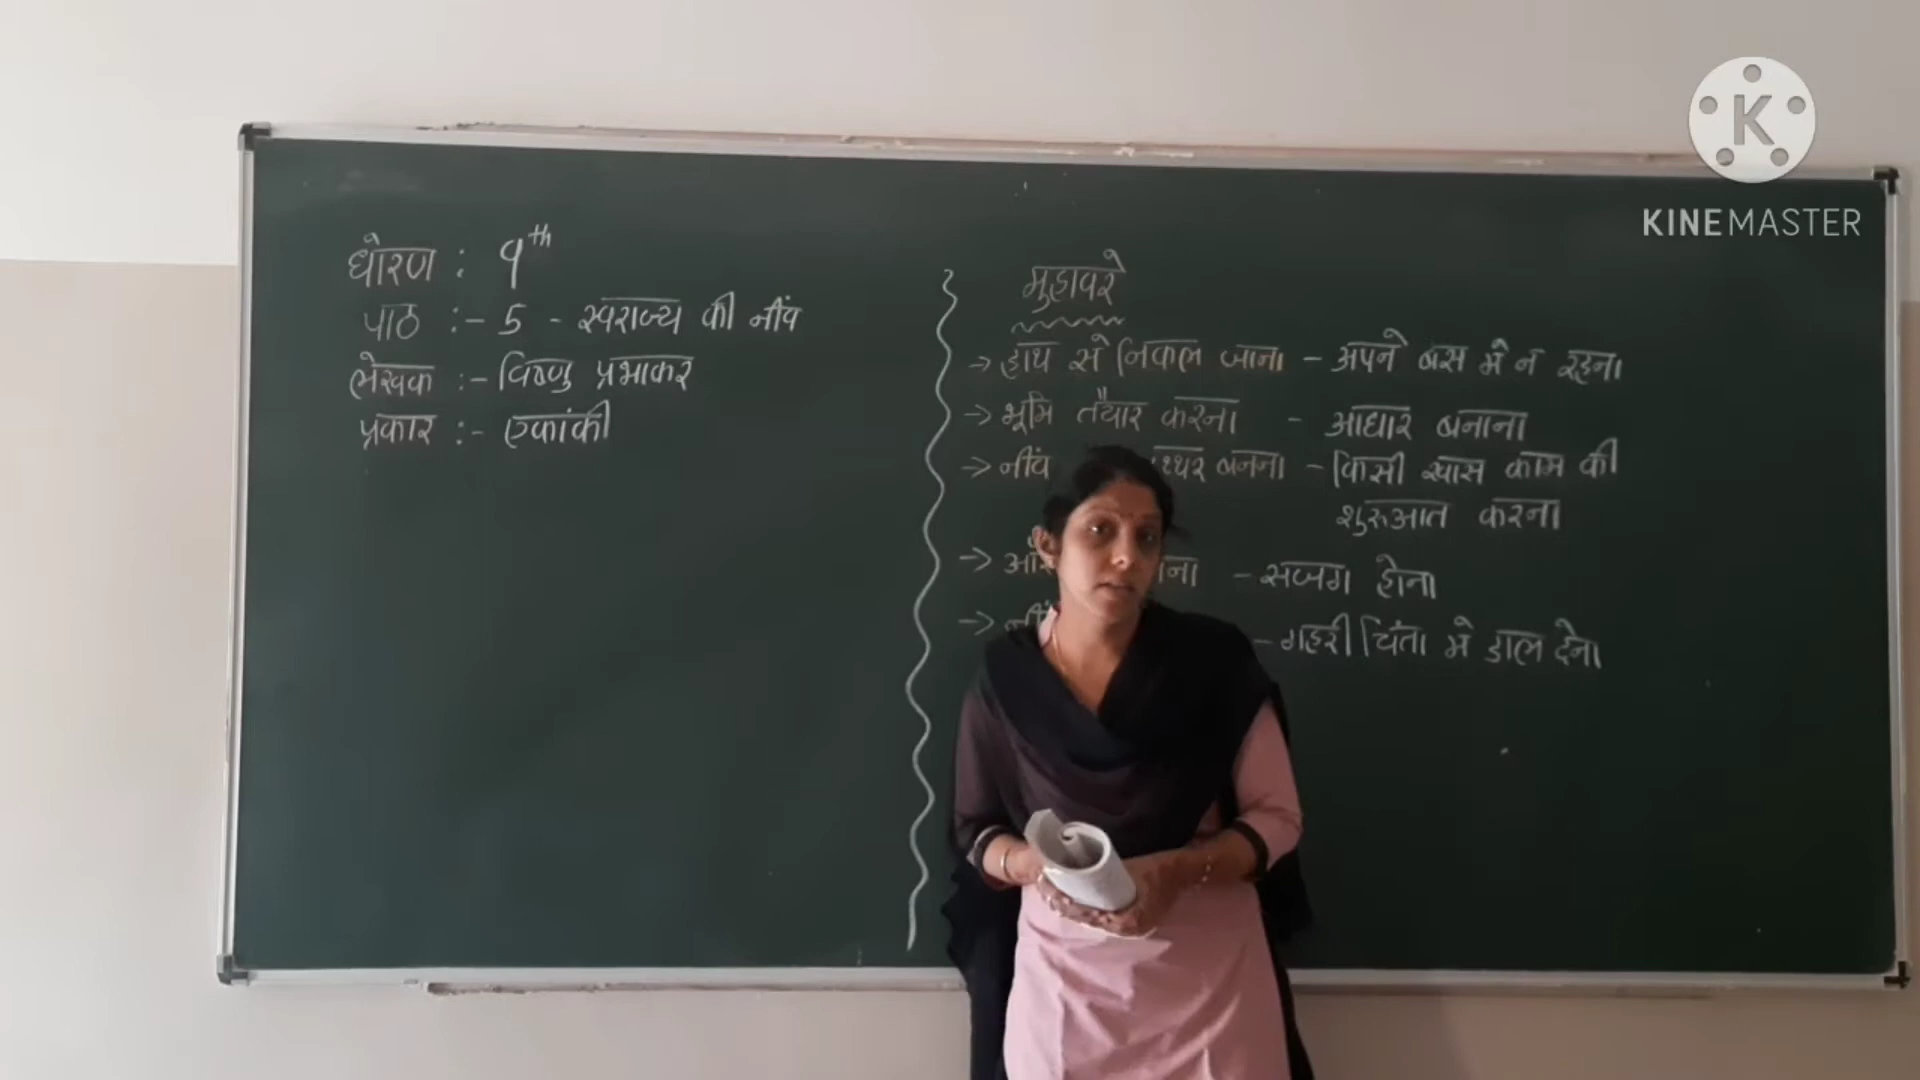 धोरण : 9th
पाठ :- 5 - स्वराज्य की नींव
लेखक :- विष्णु प्रभाकर
प्रकार :- एकांकी
मुहावरे
→ हाथ से निकल जाना - अपने बस में न रहना
→ भूमि तैयार करना - आधार बनाना
→ नींव बनना - किसी खास काम की
शुरुआत करना
→ - सजग होना
→ - गहरी चिंता मे डाल देना
K
KINEMASTER